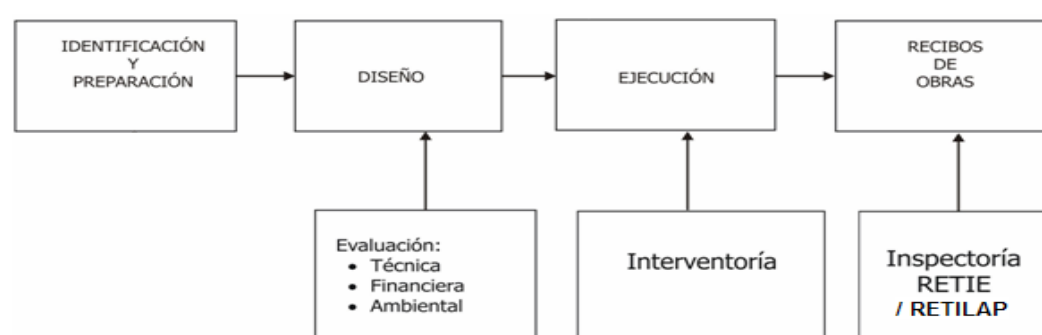 IDENTIFICACIÓN
Y
PREPARACIÓN
DISEÑO
EJECUCIÓN
RECIBOS
DE
OBRAS
Evaluación:
• Técnica
• Financiera
• Ambiental
Interventoría
Inspectoría
RETIE
/ RETILAP